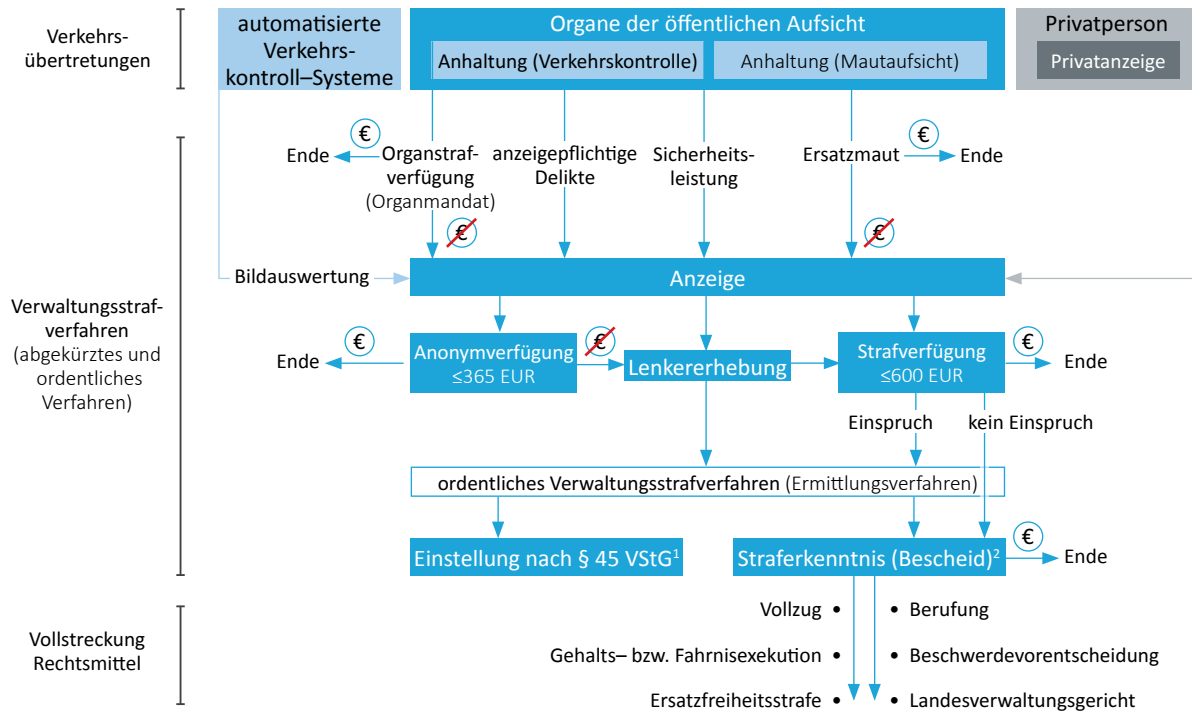 Verkehrs-
übertretungen
automatisierte
Verkehrs-
kontroll–Systeme
Organe der öffentlichen Aufsicht
Anhaltung (Verkehrskontrolle)
Anhaltung (Mautaufsicht)
Privatperson
Privatanzeige
Verwaltungsstraf-
verfahren
(abgekürztes und
ordentliches
Verfahren)
Ende
€
Organstraf-
verfügung
(Organmandat)
€
anzeigepflichtige
Delikte
Sicherheits-
leistung
Ersatzmaut
€
Ende
€
Bildauswertung
Anzeige
Ende
€
Anonymverfügung
≤365 EUR
€
Lenkererhebung
Strafverfügung
≤600 EUR
€
Ende
Einspruch
kein Einspruch
ordentliches Verwaltungsstrafverfahren (Ermittlungsverfahren)
Einstellung nach § 45 VStG¹
Straferkenntnis (Bescheid)²
€
Ende
Vollstreckung
Rechtsmittel
Vollzug •
• Berufung
Gehalts– bzw. Fahrnisexekution •
• Beschwerdevorentscheidung
Ersatzfreiheitsstrafe •
• Landesverwaltungsgericht